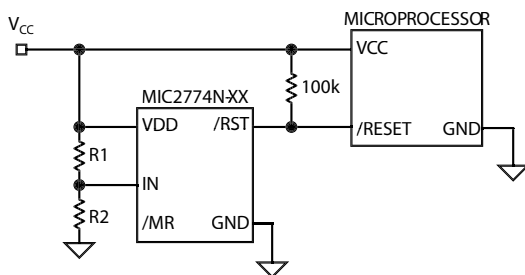 MICROPROCESSOR
VCC
VCC
100k
MIC2774N-XX
VDD
/RST
/RESET
GND
R1
IN
R2
/MR
GND